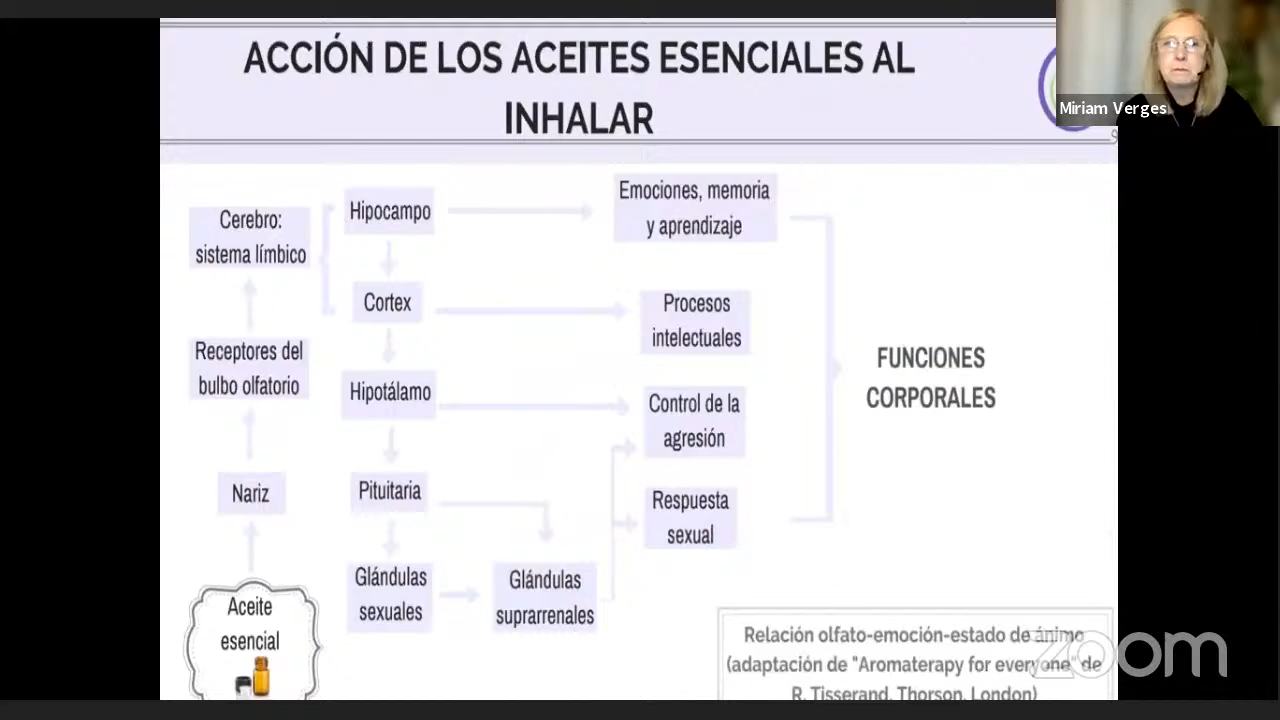 ACCIÓN DE LOS ACEITES ESENCIALES AL
INHALAR
Miriam Verges
Cerebro:
sistema límbico
Receptores del
bulbo olfatorio
Nariz
Aceite
esencial
Hipocampo
Cortex
Hipotálamo
Pituitaria
Glándulas
sexuales
Glándulas
suprarrenales
Emociones, memoria
y aprendizaje
Procesos
intelectuales
Control de la
agresión
Respuesta
sexual
FUNCIONES
CORPORALES
Relación olfato-emoción-estado de ánimo
(adaptación de "Aromaterapy for everyone" de
R. Tisserand, Thorson, London)
zoom